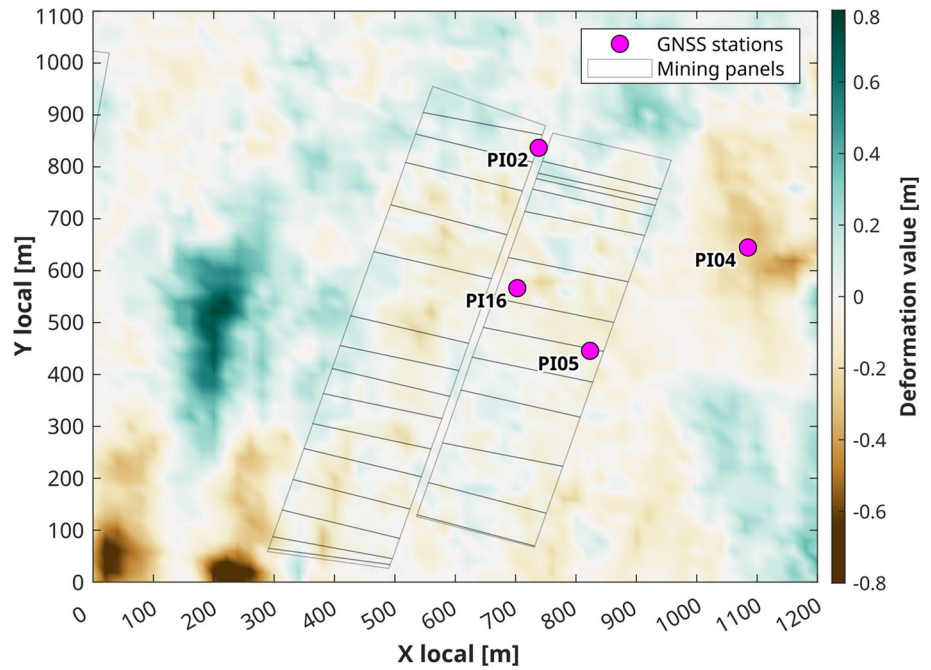 1100
1000
900
800
700
600
500
400
300
200
100
0
Y local [m]
0 100 200 300 400 500 600 700 800 900 1000 1100 1200
X local [m]
GNSS stations
Mining panels
PI02
PI04
PI16
PI05
0.8
0.6
0.4
0.2
0
-0.2
-0.4
-0.6
-0.8
Deformation value [m]